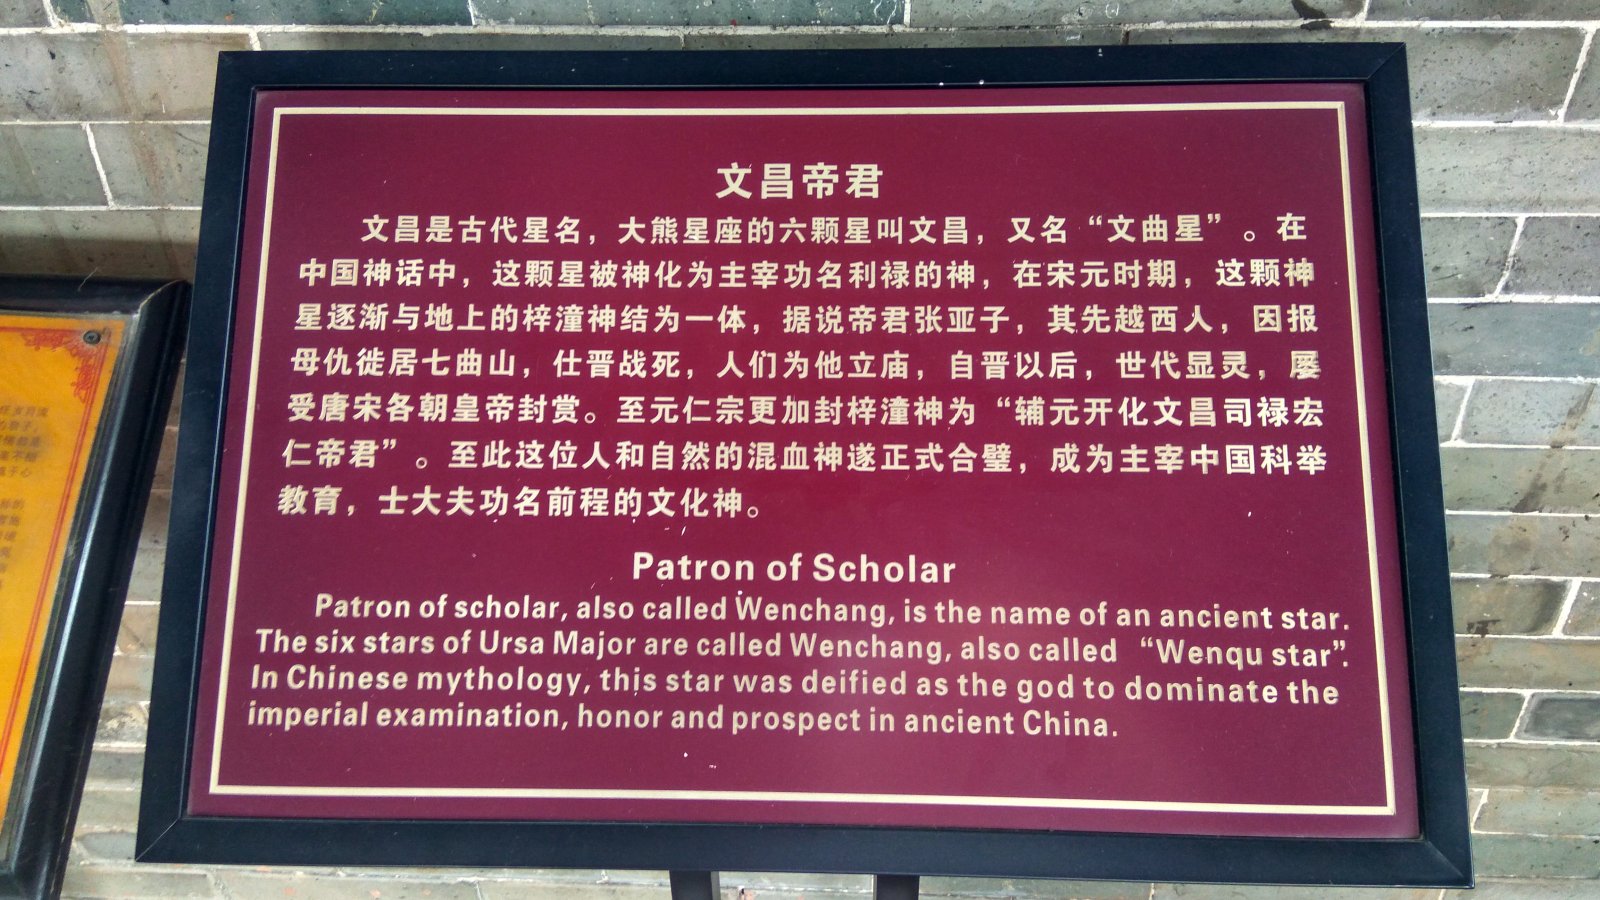 文昌帝君
文昌是古代星名，大熊星座的六颗星叫文昌，又名“文曲星”。在
中国神话中，这颗星被神化为主宰功名利禄的神，在宋元时期，这颗神
星逐渐与地上的梓潼神结为一体，据说帝君张亚子，其先越西人，因报
母仇徙居七曲山，仕晋战死，人们为他立庙，自晋以后，世代显灵，屡
受唐宋各朝皇帝封赏。至元仁宗更加封梓潼神为“辅元开化文昌司禄宏
仁帝君”。至此这位人和自然的混血神遂正式合璧，成为主宰中国科举
教育，士大夫功名前程的文化神。
Patron of Scholar
Patron of scholar, also called Wenchang, is the name of an ancient star.
The six stars of Ursa Major are called Wenchang, also called “Wenqu star”.
In Chinese mythology, this star was deified as the god to dominate the
imperial examination, honor and prospect in ancient China.